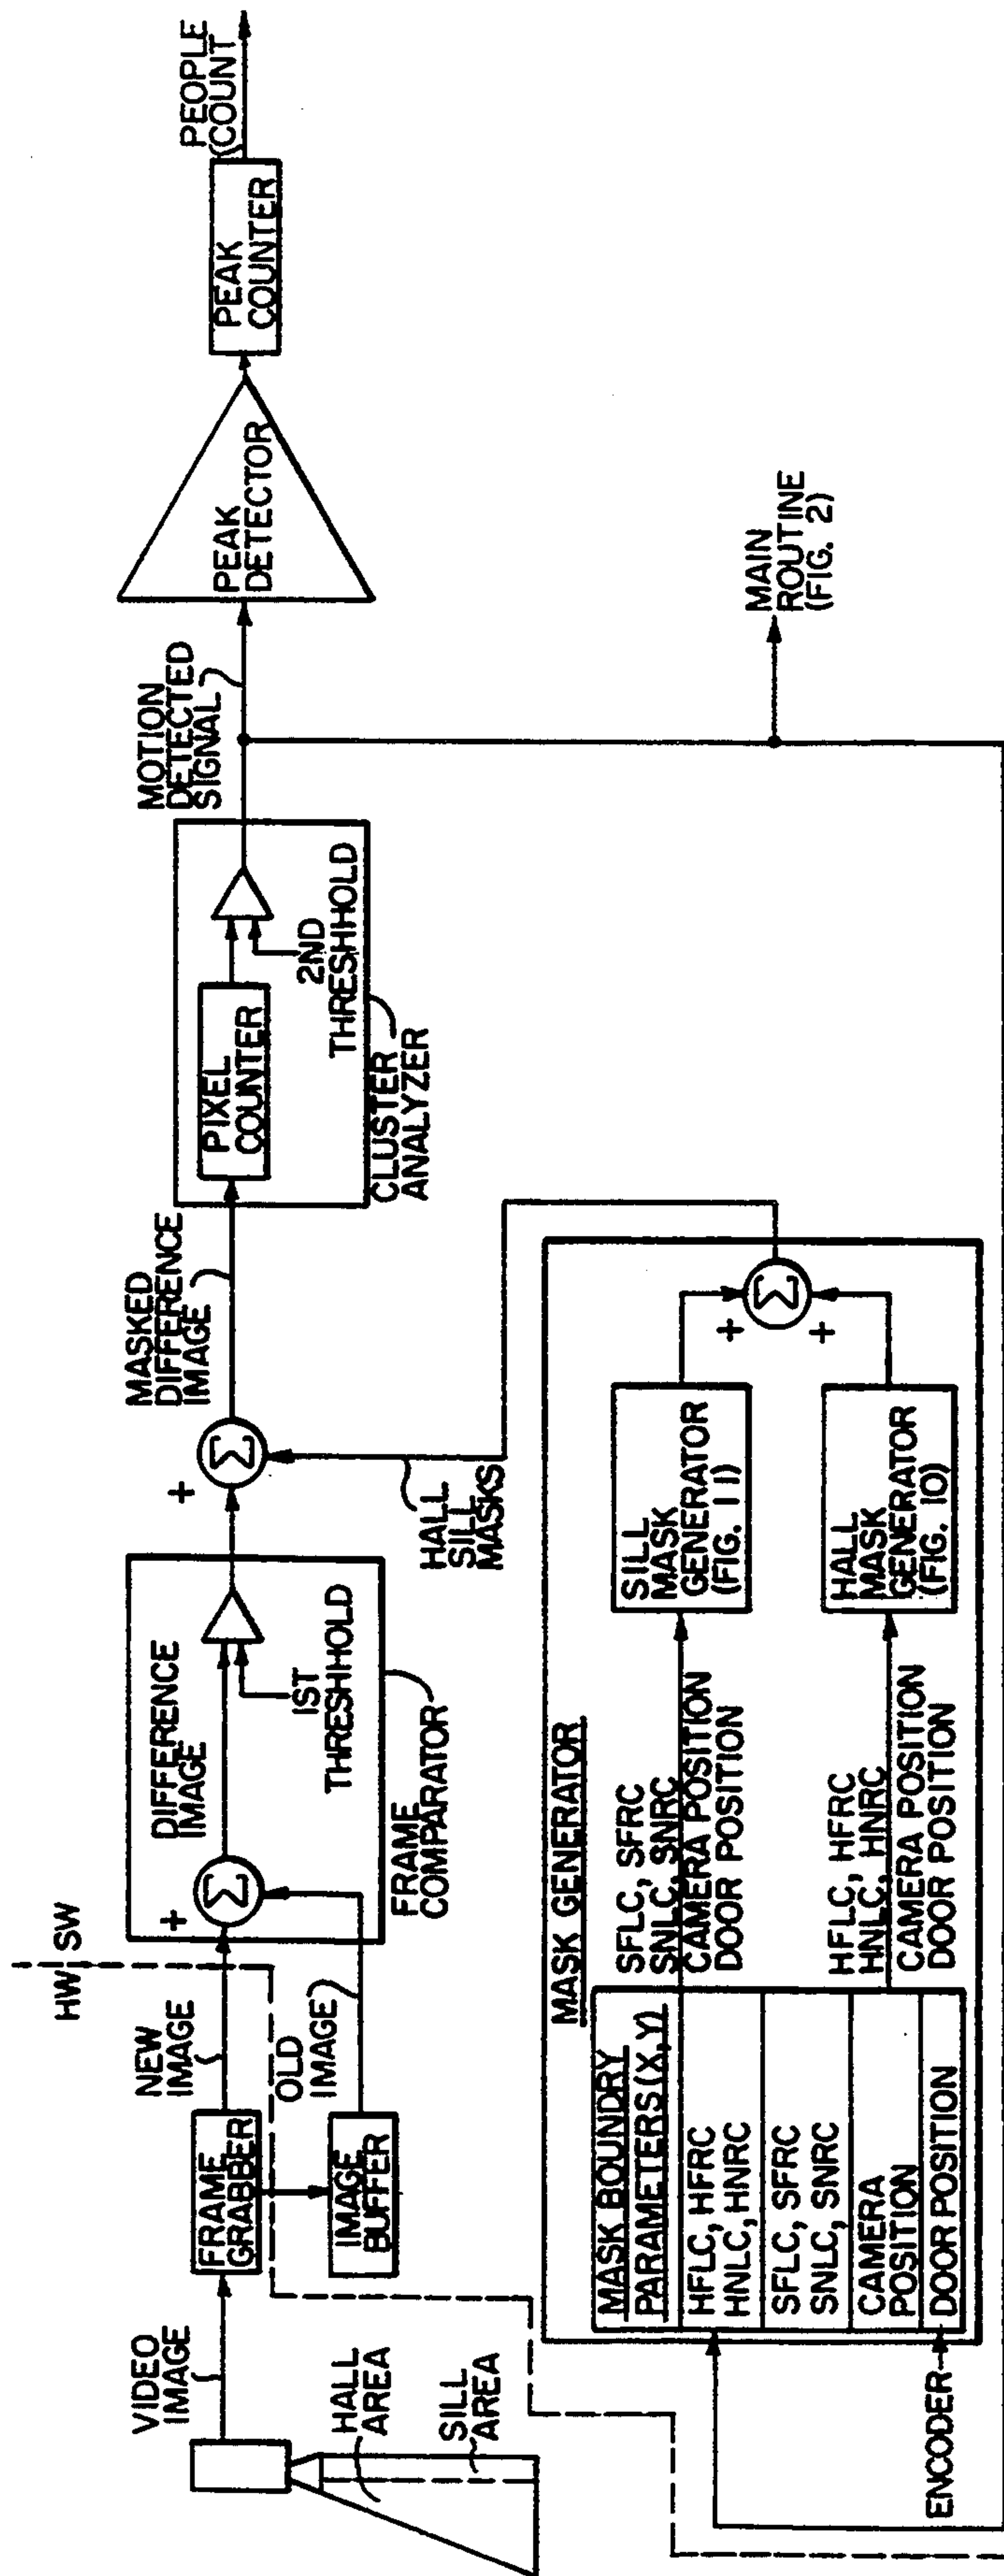 VIDEO
IMAGE
HALL
AREA
SILL
AREA
FRAME
GRABBER
NEW
IMAGE
HW
SW
IMAGE
BUFFER
OLD
IMAGE
+
Σ
DIFFERENCE
IMAGE
1ST
THRESHHOLD
FRAME
COMPARATOR
+
Σ
HALL
SILL
MASKS
MASKED
DIFFERENCE
IMAGE
PIXEL
COUNTER
2ND
THRESHHOLD
CLUSTER
ANALYZER
MOTION
DETECTED
SIGNAL
PEAK
DETECTOR
PEAK
COUNTER
PEOPLE
COUNT
MAIN
ROUTINE
(FIG. 2)
MASK GENERATOR
MASK BOUNDRY
PARAMETERS(X,Y)
HFLC, HFRC
HNLC, HNRC
SFLC, SFRC
SNLC, SNRC
CAMERA
POSITION
DOOR POSITION
ENCODER
SFLC, SFRC
SNLC, SNRC
CAMERA POSITION
DOOR POSITION
HFLC, HFRC
HNLC, HNRC
CAMERA POSITION
DOOR POSITION
SILL
MASK
GENERATOR
(FIG. 11)
HALL
MASK
GENERATOR
(FIG. 10)
+
Σ
+